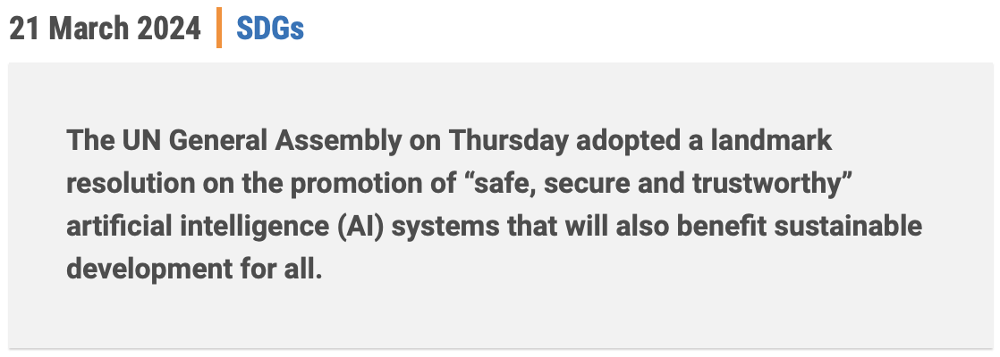 21 March 2024 | SDGs
The UN General Assembly on Thursday adopted a landmark
resolution on the promotion of “safe, secure and trustworthy”
artificial intelligence (AI) systems that will also benefit sustainable
development for all.